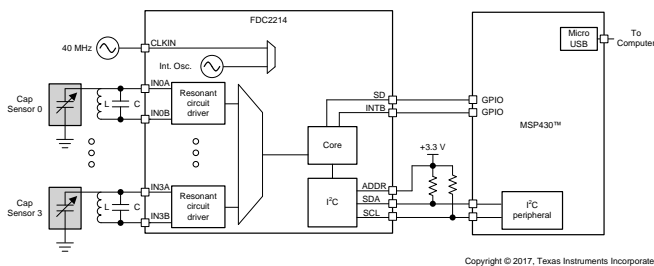 FDC2214
CLKIN
40 MHz
Int. Osc.
Cap
Sensor 0
L
C
IN0A
IN0B
Resonant
circuit
driver
Cap
Sensor 3
L
C
IN3A
IN3B
Resonant
circuit
driver
Core
I²C
SD
INTB
ADDR
SDA
SCL
+3.3 V
GPIO
GPIO
MSP430™
Micro
USB
To
Computer
I²C
peripheral
Copyright © 2017, Texas Instruments Incorporate